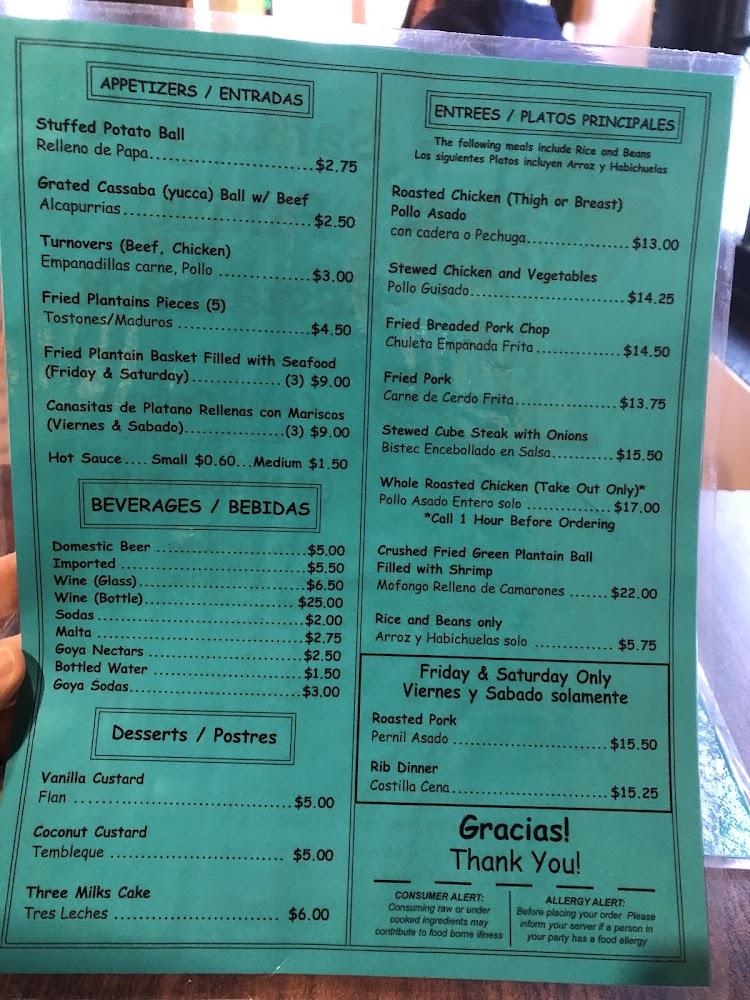 APPETIZERS / ENTRADAS
Stuffed Potato Ball
Relleno de Papa..............................$2.75
Grated Cassaba (yucca) Ball w/ Beef
Alcapurrias..................................$2.50
Turnovers (Beef, Chicken)
Empanadillas carne, Pollo ................$3.00
Fried Plantains Pieces (5)
Tostones/Maduros .......................$4.50
Fried Plantain Basket Filled with Seafood
(Friday & Saturday)............... (3) $9.00
Canasitas de Platano Rellenas con Mariscos
(Viernes & Sabado).................(3) $9.00
Hot Sauce.... Small $0.60...Medium $1.50
BEVERAGES / BEBIDAS
Domestic Beer ..........................$5.00
Imported ................................$5.50
Wine (Glass).............................$6.50
Wine (Bottle)......................... $25.00
Sodas ...................................$2.00
Malta ...................................$2.75
Goya Nectars ............................$2.50
Bottled Water ...........................$1.50
Goya Sodas...............................$3.00
Desserts / Postres
Vanilla Custard
Flan ....................................$5.00
Coconut Custard
Tembleque ............................ $5.00
Three Milks Cake
Tres Leches ........................... $6.00
ENTREES / PLATOS PRINCIPALES
The following meals include Rice and Beans
Los siguientes Platos incluyen Arroz y Habichuelas
Roasted Chicken (Thigh or Breast)
Pollo Asado
con cadera o Pechuga.................$13.00
Stewed Chicken and Vegetables
Pollo Guisado..........................$14.25
Fried Breaded Pork Chop
Chuleta Empanada Frita..............$14.50
Fried Pork
Carne de Cerdo Frita.................$13.75
Stewed Cube Steak with Onions
Bistec Encebollado en Salsa..........$15.50
Whole Roasted Chicken (Take Out Only)*
Pollo Asado Entero solo ..............$17.00
*Call 1 Hour Before Ordering
Crushed Fried Green Plantain Ball
Filled with Shrimp
Mofongo Relleno de Camarones .......$22.00
Rice and Beans only
Arroz y Habichuelas solo .............. $5.75
Friday & Saturday Only
Viernes y Sabado solamente
Roasted Pork
Pernil Asado .........................$15.50
Rib Dinner
Costilla Cena.........................$15.25
Gracias!
Thank You!
CONSUMER ALERT:
Consuming raw or under
cooked ingredients may
contribute to food borne illness
ALLERGY ALERT:
Before placing your order Please
inform your server if a person in
your party has a food allergy